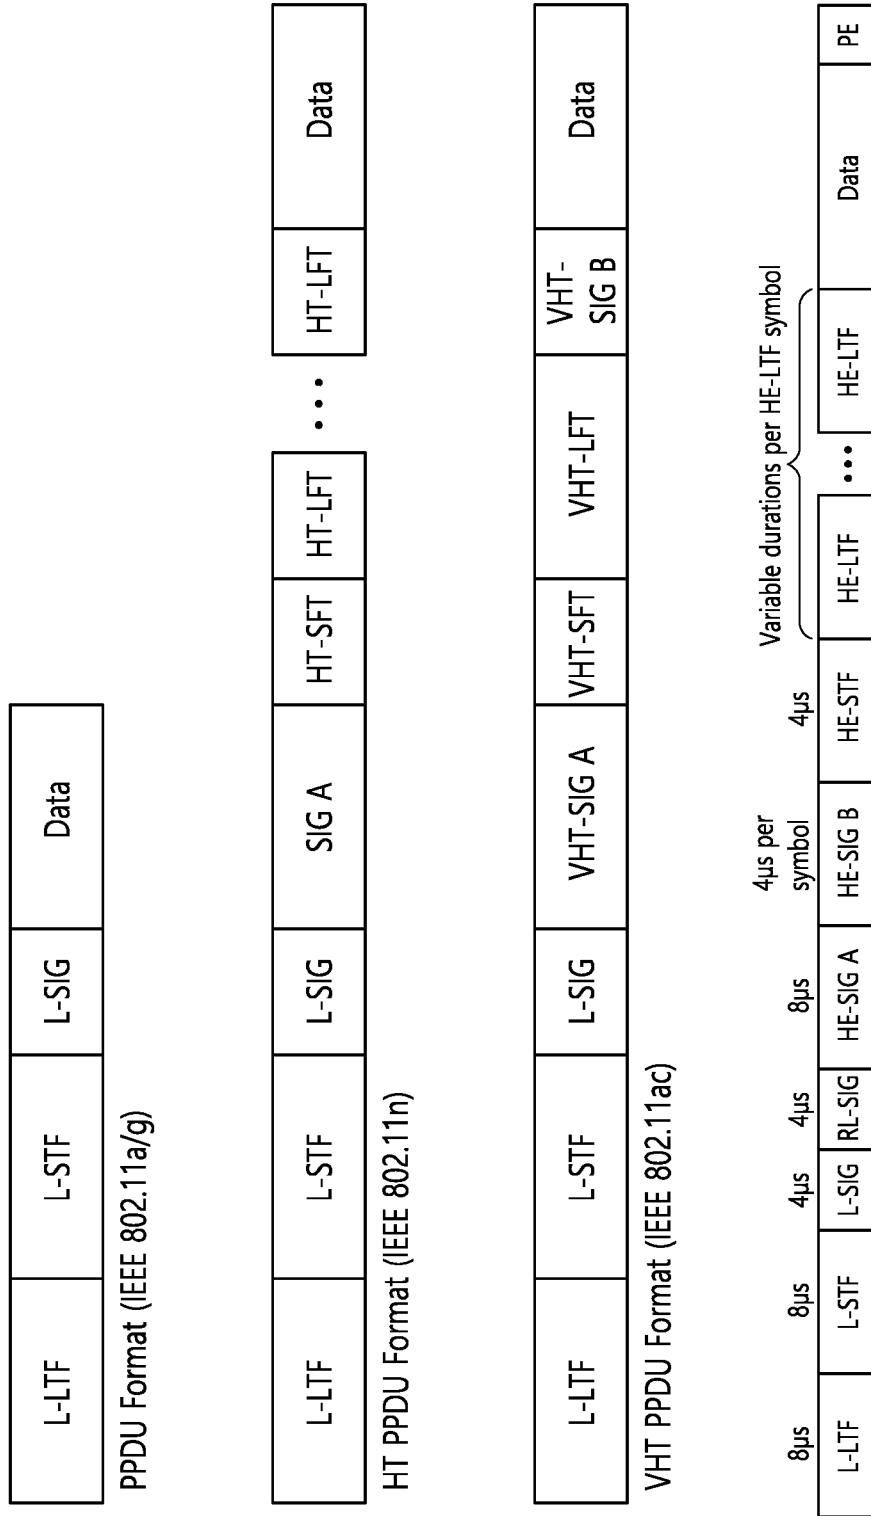 L-LTF
L-STF
L-SIG
Data
PPDU Format (IEEE 802.11a/g)
L-LTF
L-STF
L-SIG
SIG A
HT-SFT
HT-LFT
•••
HT-LFT
Data
HT PPDU Format (IEEE 802.11n)
L-LTF
L-STF
L-SIG
VHT-SIG A
VHT-SFT
VHT-LFT
VHT-
SIG B
Data
VHT PPDU Format (IEEE 802.11ac)
8µs
8µs
4µs
4µs
8µs
4µs per
symbol
4µs
Variable durations per HE-LTF symbol
L-LTF
L-STF
L-SIG
RL-SIG
HE-SIG A
HE-SIG B
HE-STF
HE-LTF
•••
HE-LTF
Data
PE